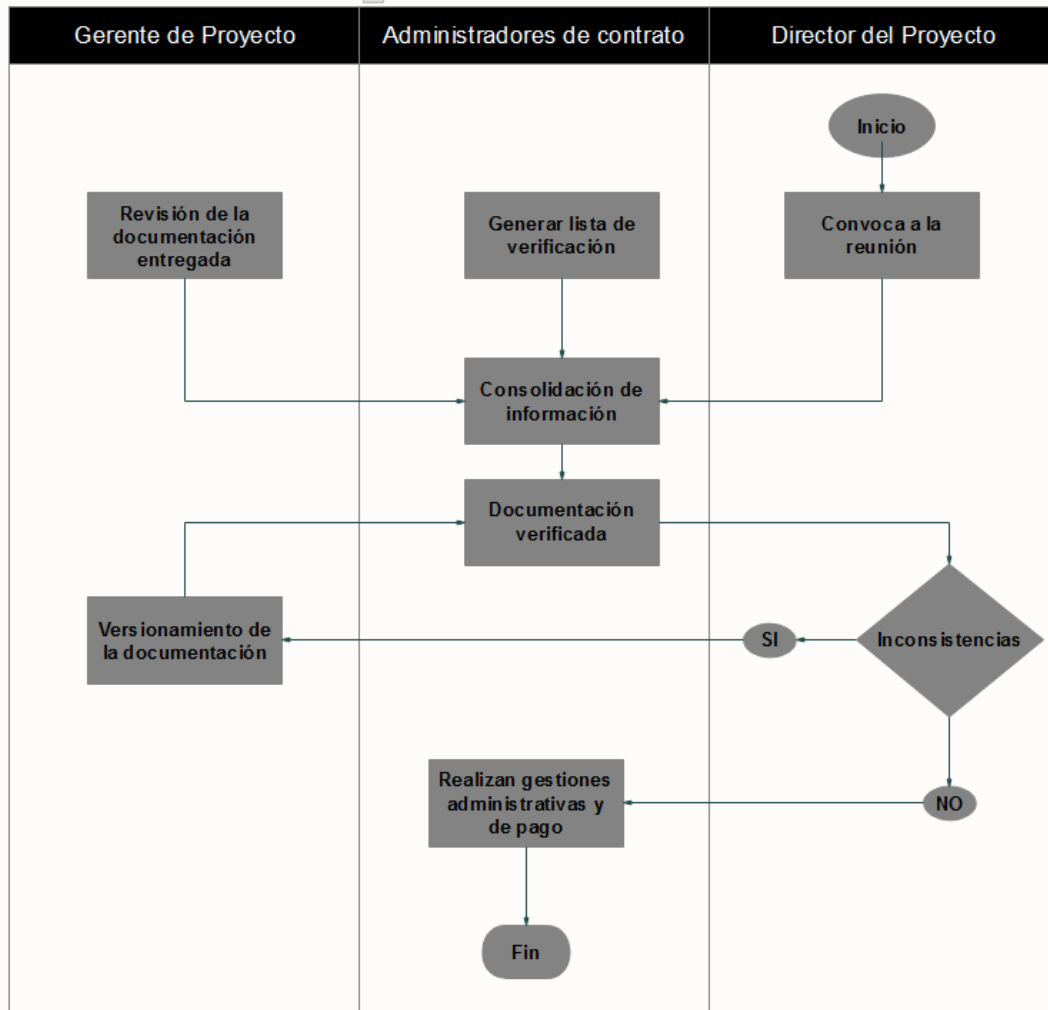 Gerente de Proyecto
Administradores de contrato
Director del Proyecto
Inicio
Revisión de la
documentación
entregada
Generar lista de
verificación
Convoca a la
reunión
Consolidación de
información
Documentación
verificada
Versionamiento de
la documentación
SI
Inconsistencias
Realizan gestiones
administrativas y
de pago
NO
Fin